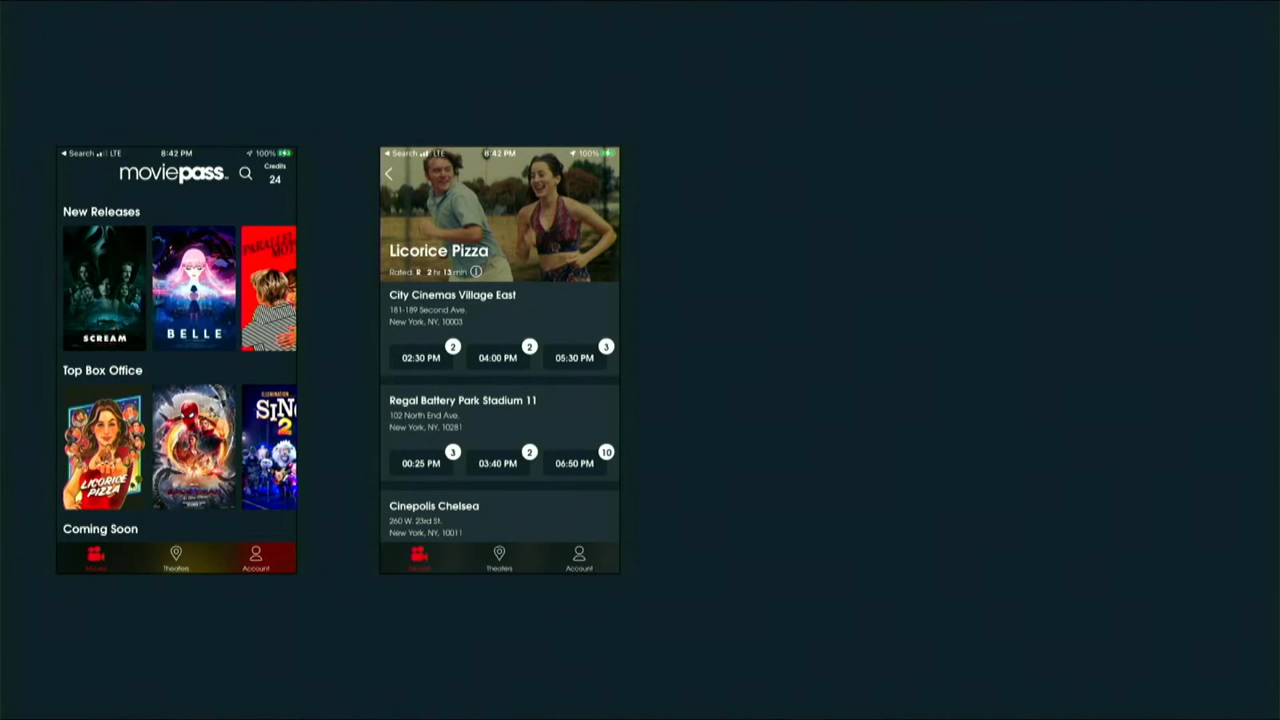 Search LTE 8:42 PM 100%
moviepass
Credits
24
New Releases
SCREAM
BELLE
PARALLEL
Top Box Office
LICORICE
PIZZA
ILLUMINATION
SIN
2
Coming Soon
Movies Theaters Account
Search LTE 8:42 PM 100%
Licorice Pizza
Rated: R 2 hr 13 min
City Cinemas Village East
181-189 Second Ave.
New York, NY, 10003
2 2 3
02:30 PM 04:00 PM 05:30 PM
Regal Battery Park Stadium 11
102 North End Ave.
New York, NY, 10281
3 2 10
00:25 PM 03:40 PM 06:50 PM
Cinepolis Chelsea
260 W. 23rd St.
New York, NY, 10011
Movies Theaters Account